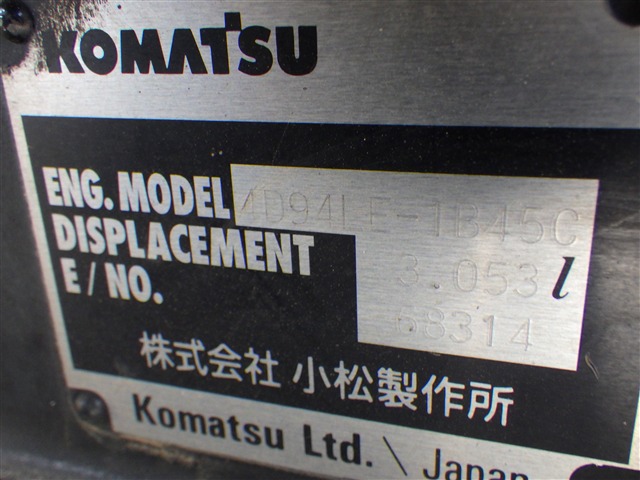 KOMATSU
ENG. MODEL 4D94LE-1B45C
DISPLACEMENT 3.053 l
E / NO. 68314
株式会社 小松製作所
Komatsu Ltd. \ Japan